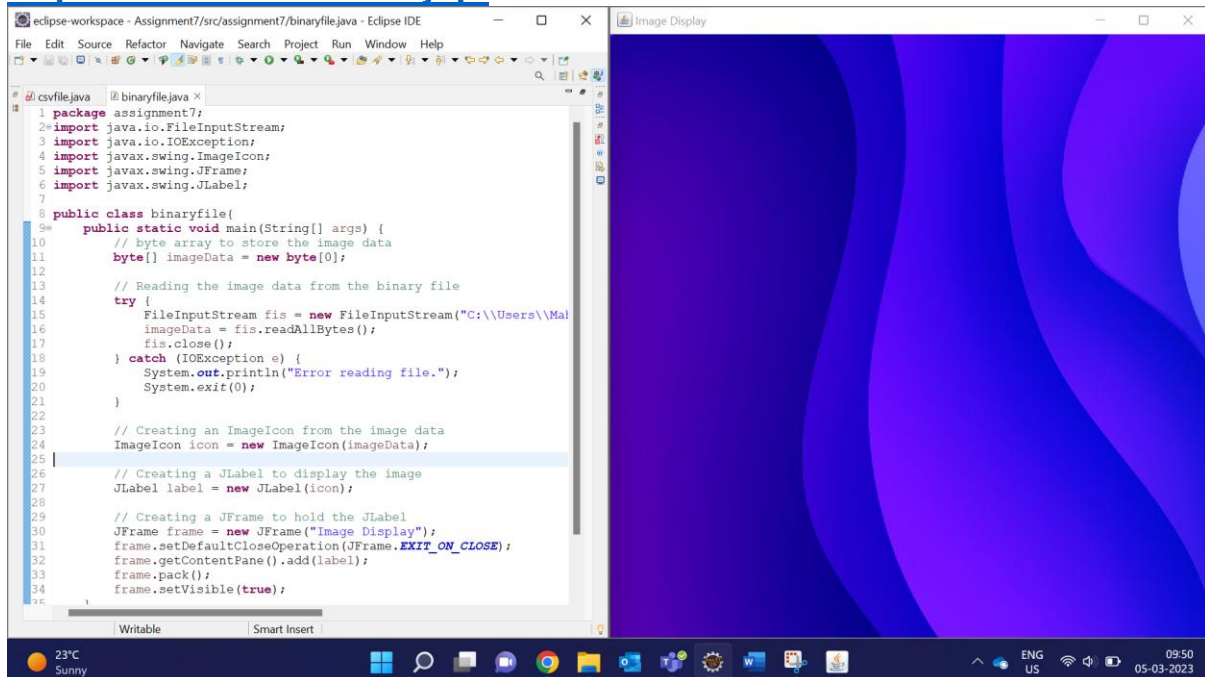 eclipse-workspace - Assignment7/src/assignment7/binaryfile.java - Eclipse IDE
File Edit Source Refactor Navigate Search Project Run Window Help
csvfile.java binaryfile.java
1 package assignment7;
2 import java.io.FileInputStream;
3 import java.io.IOException;
4 import javax.swing.ImageIcon;
5 import javax.swing.JFrame;
6 import javax.swing.JLabel;
7
8 public class binaryfile{
9 public static void main(String[] args) {
10 // byte array to store the image data
11 byte[] imageData = new byte[0];
12
13 // Reading the image data from the binary file
14 try {
15 FileInputStream fis = new FileInputStream("C:\\Users\\Mah
16 imageData = fis.readAllBytes();
17 fis.close();
18 } catch (IOException e) {
19 System.out.println("Error reading file.");
20 System.exit(0);
21 }
22
23 // Creating an ImageIcon from the image data
24 ImageIcon icon = new ImageIcon(imageData);
25
26 // Creating a JLabel to display the image
27 JLabel label = new JLabel(icon);
28
29 // Creating a JFrame to hold the JLabel
30 JFrame frame = new JFrame("Image Display");
31 frame.setDefaultCloseOperation(JFrame.EXIT_ON_CLOSE);
32 frame.getContentPane().add(label);
33 frame.pack();
34 frame.setVisible(true);
35 }
Writable Smart Insert
Image Display
23°C
Sunny
ENG
US
09:50
05-03-2023